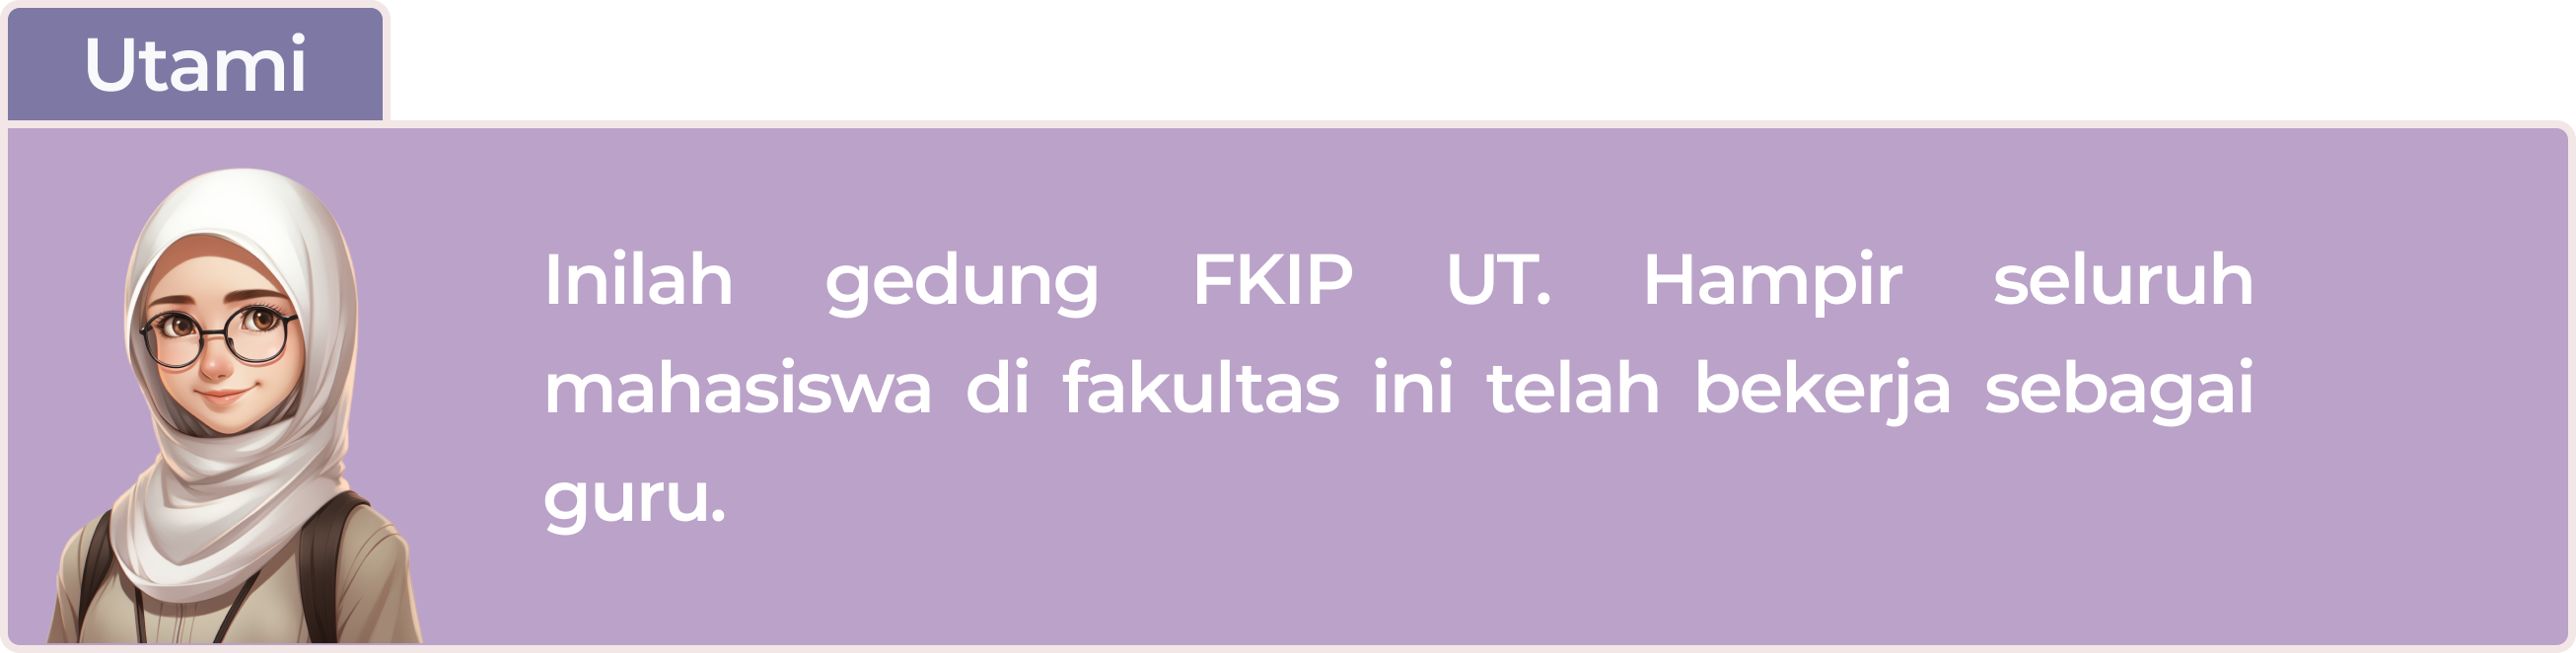 Utami
Inilah gedung FKIP UT. Hampir seluruh
mahasiswa di fakultas ini telah bekerja sebagai
guru.